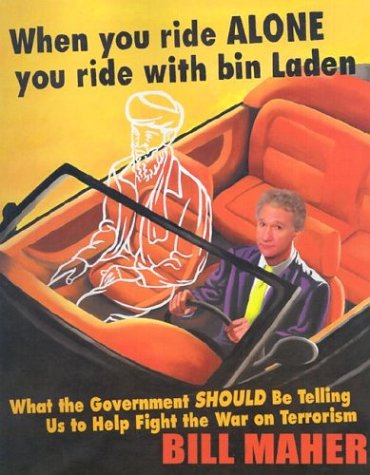 When you ride ALONE
you ride with bin Laden
What the Government SHOULD Be Telling
Us to Help Fight the War on Terrorism
BILL MAHER